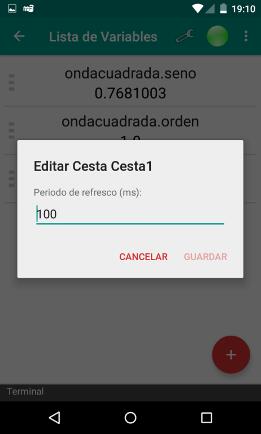 19:10
Lista de Variables
ondacuadrada.seno
0.7681003
ondacuadrada.orden
1.0
Editar Cesta Cesta1
Periodo de refresco (ms):
100
CANCELAR GUARDAR
+
Terminal